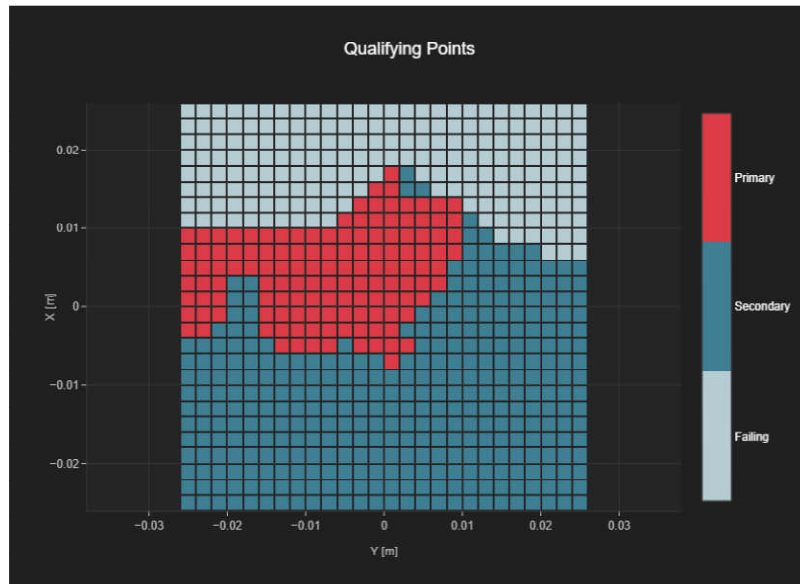 Qualifying Points
Primary
Secondary
Failing
X [m]
0.02
0.01
0
−0.01
−0.02
−0.03
−0.02
−0.01
0
0.01
0.02
0.03
Y [m]